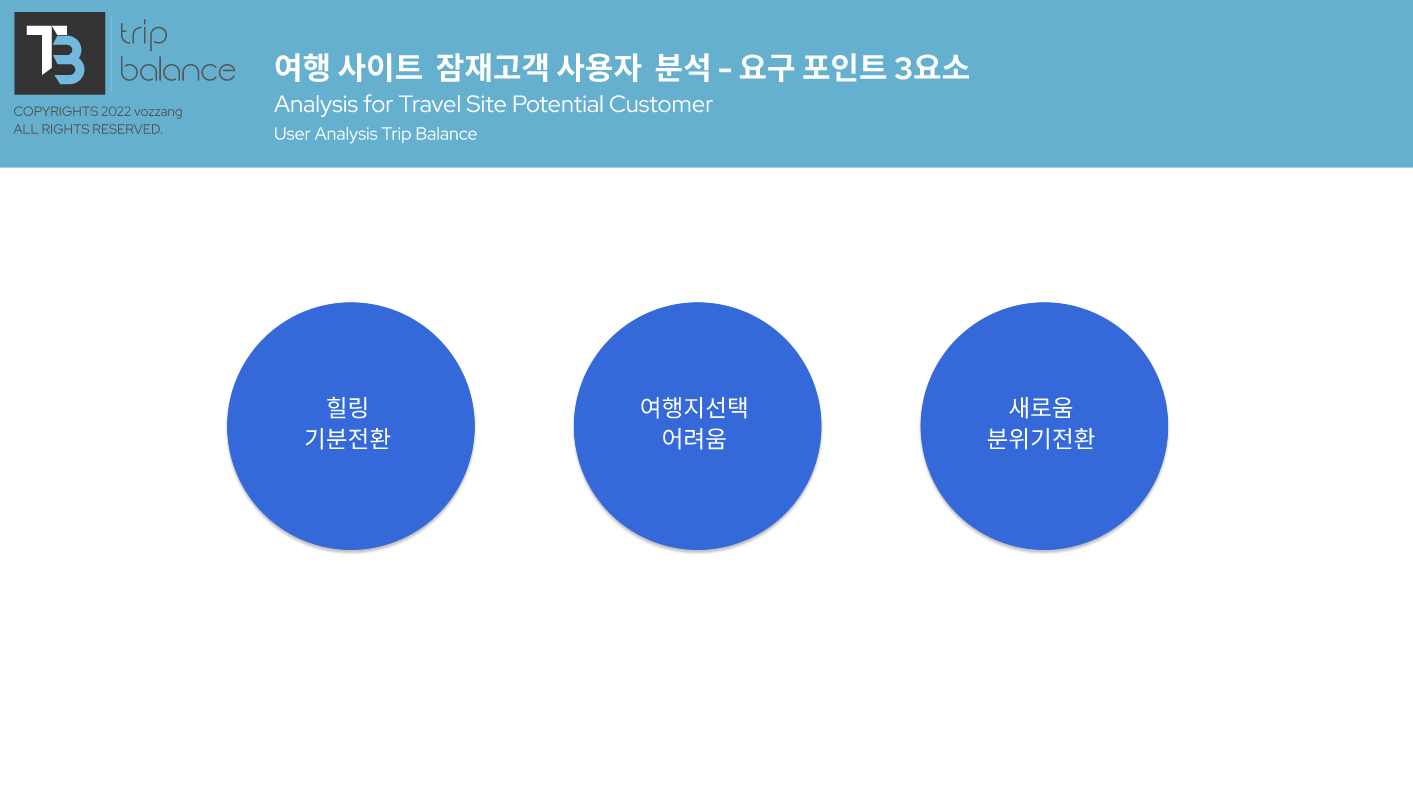 TB
trip
balance
COPYRIGHTS 2022 vozzang
ALL RIGHTS RESERVED.
여행 사이트 잠재고객 사용자 분석 - 요구 포인트 3요소
Analysis for Travel Site Potential Customer
User Analysis Trip Balance
힐링
기분전환
여행지선택
어려움
새로움
분위기전환